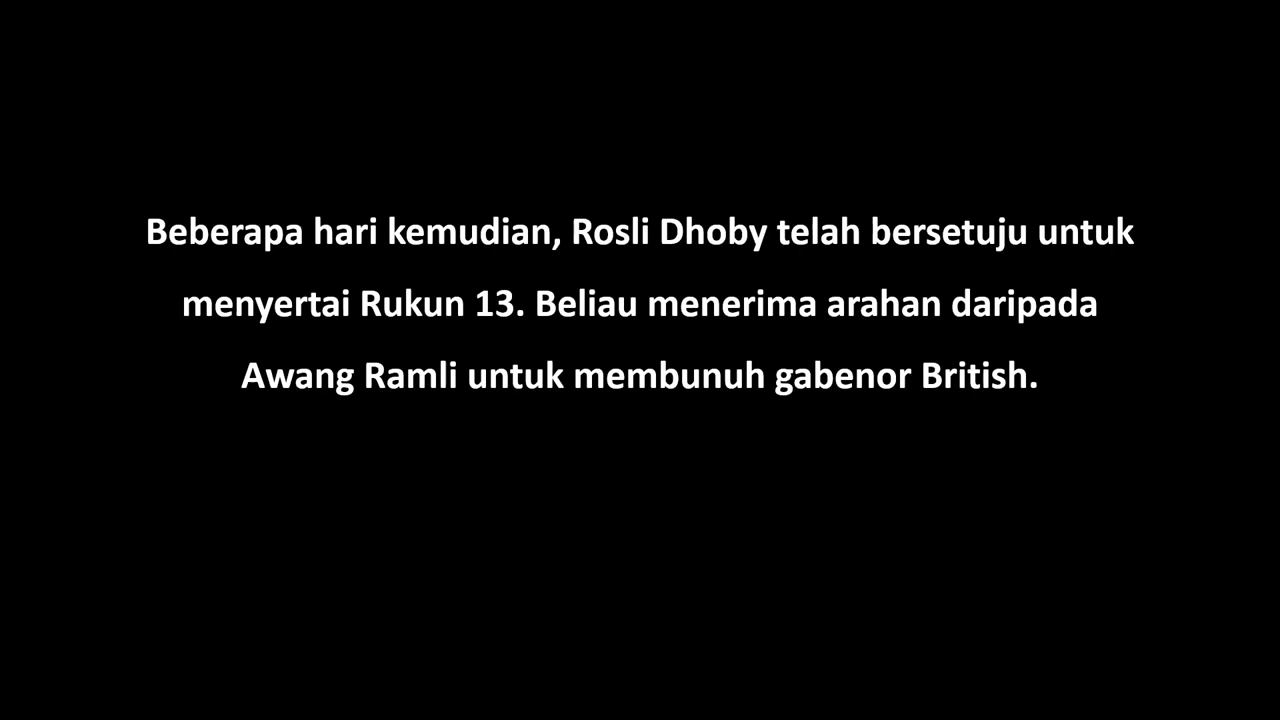 Beberapa hari kemudian, Rosli Dhoby telah bersetuju untuk
menyertai Rukun 13. Beliau menerima arahan daripada
Awang Ramli untuk membunuh gabenor British.